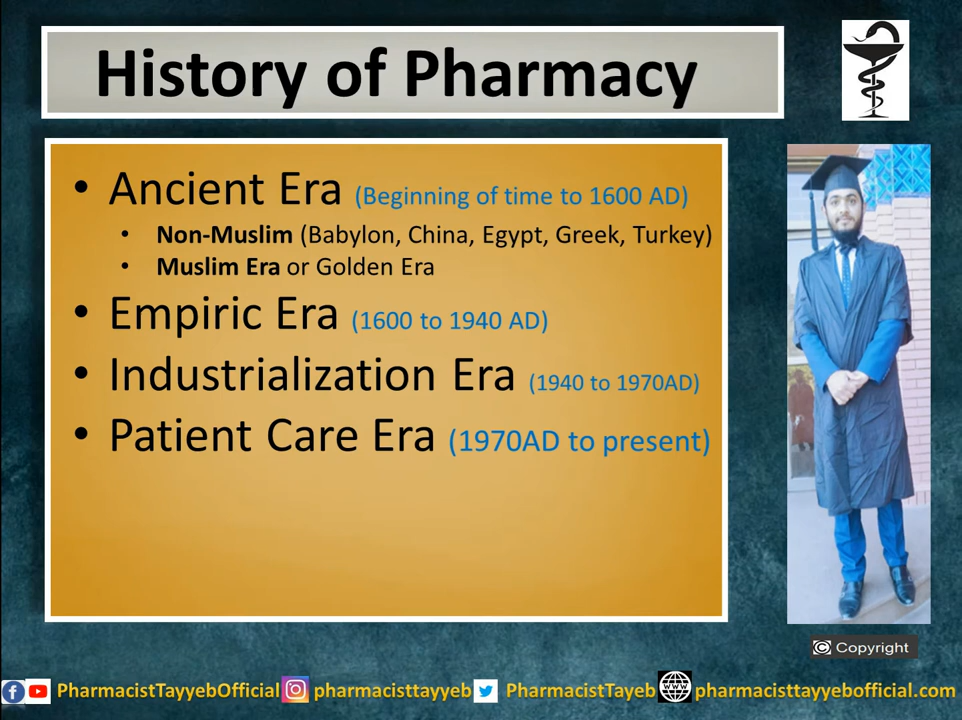 History of Pharmacy
• Ancient Era (Beginning of time to 1600 AD)
• Non-Muslim (Babylon, China, Egypt, Greek, Turkey)
• Muslim Era or Golden Era
• Empiric Era (1600 to 1940 AD)
• Industrialization Era (1940 to 1970AD)
• Patient Care Era (1970AD to present)
© Copyright
PharmacistTayyebOfficial pharmacisttayyeb PharmacistTayeb pharmacisttayyebofficial.com